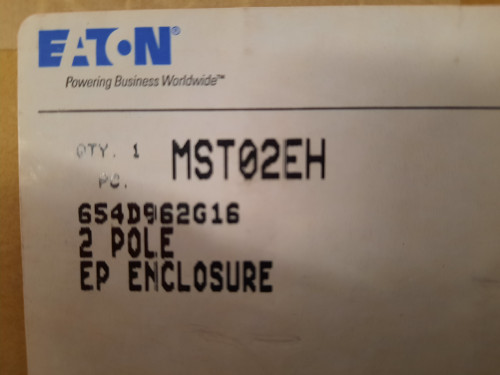 EATON®
Powering Business Worldwide™
QTY. 1 MST02EH
PC.
654D962G16
2 POLE
EP ENCLOSURE